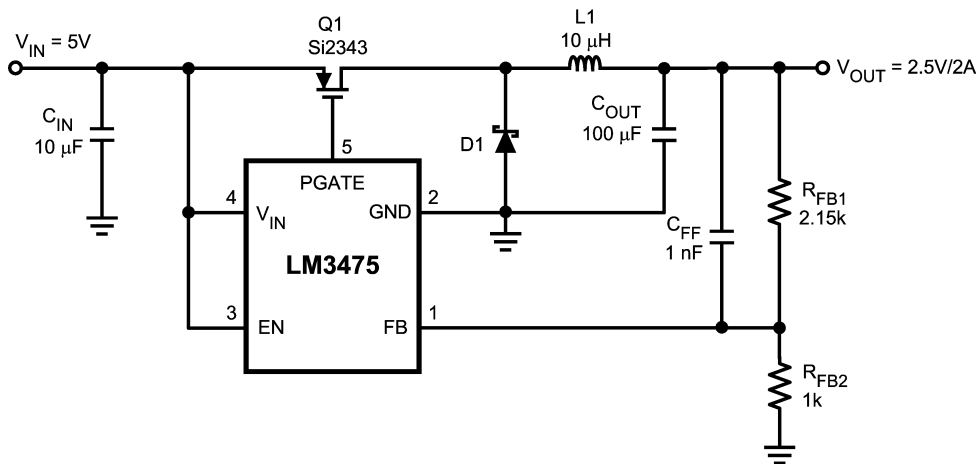 V_IN = 5V
C_IN
10 μF
Q1
Si2343
L1
10 μH
V_OUT = 2.5V/2A
C_OUT
100 μF
D1
5
PGATE
4
V_IN
GND
2
LM3475
3
EN
FB
1
C_FF
1 nF
R_FB1
2.15k
R_FB2
1k